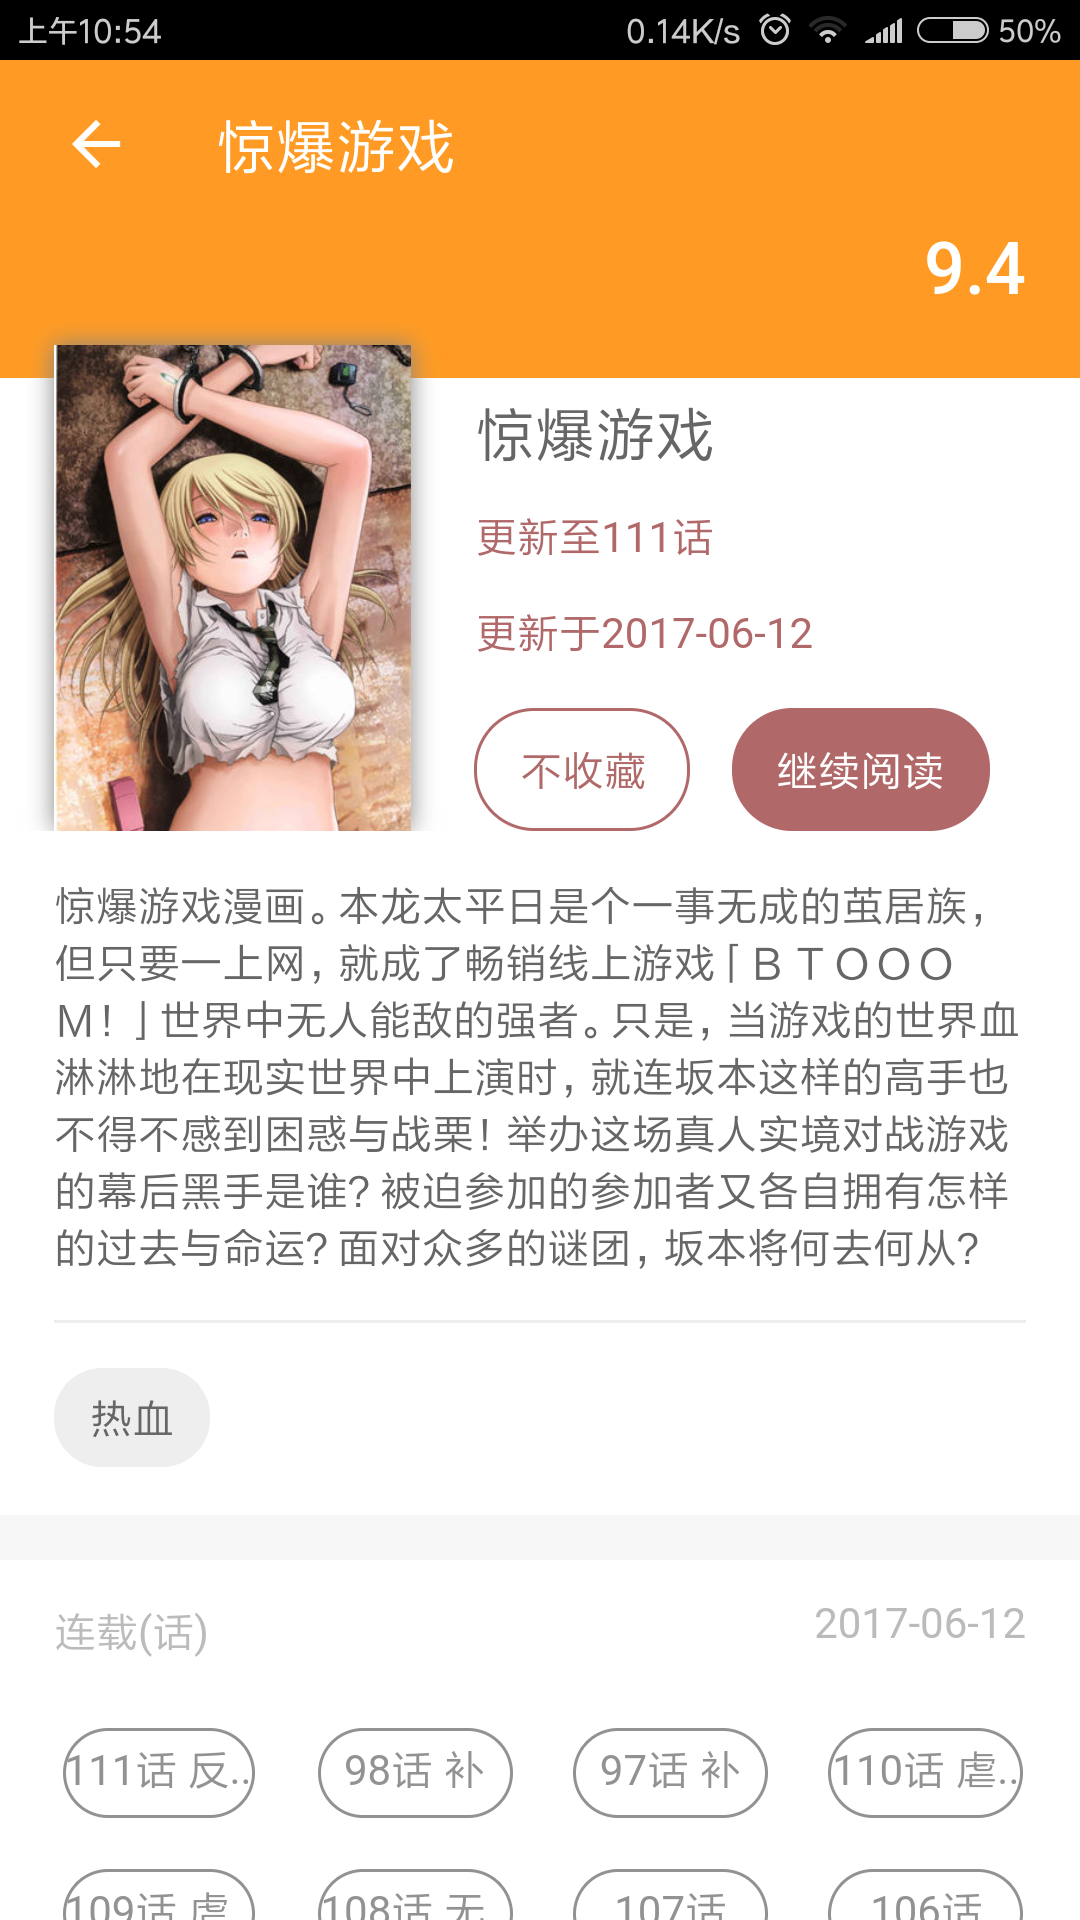 上午10:54
0.14K/s
50%
惊爆游戏
9.4
惊爆游戏
更新至111话
更新于2017-06-12
不收藏
继续阅读
惊爆游戏漫画。本龙太平日是个一事无成的茧居族，
但只要一上网，就成了畅销线上游戏「ＢＴＯＯＯ
Ｍ！」世界中无人能敌的强者。只是，当游戏的世界血
淋淋地在现实世界中上演时，就连坂本这样的高手也
不得不感到困惑与战栗！举办这场真人实境对战游戏
的幕后黑手是谁？被迫参加的参加者又各自拥有怎样
的过去与命运？面对众多的谜团，坂本将何去何从？
热血
连载(话)
2017-06-12
111话 反..
98话 补
97话 补
110话 虐..
109话 虐
108话 无
107话
106话